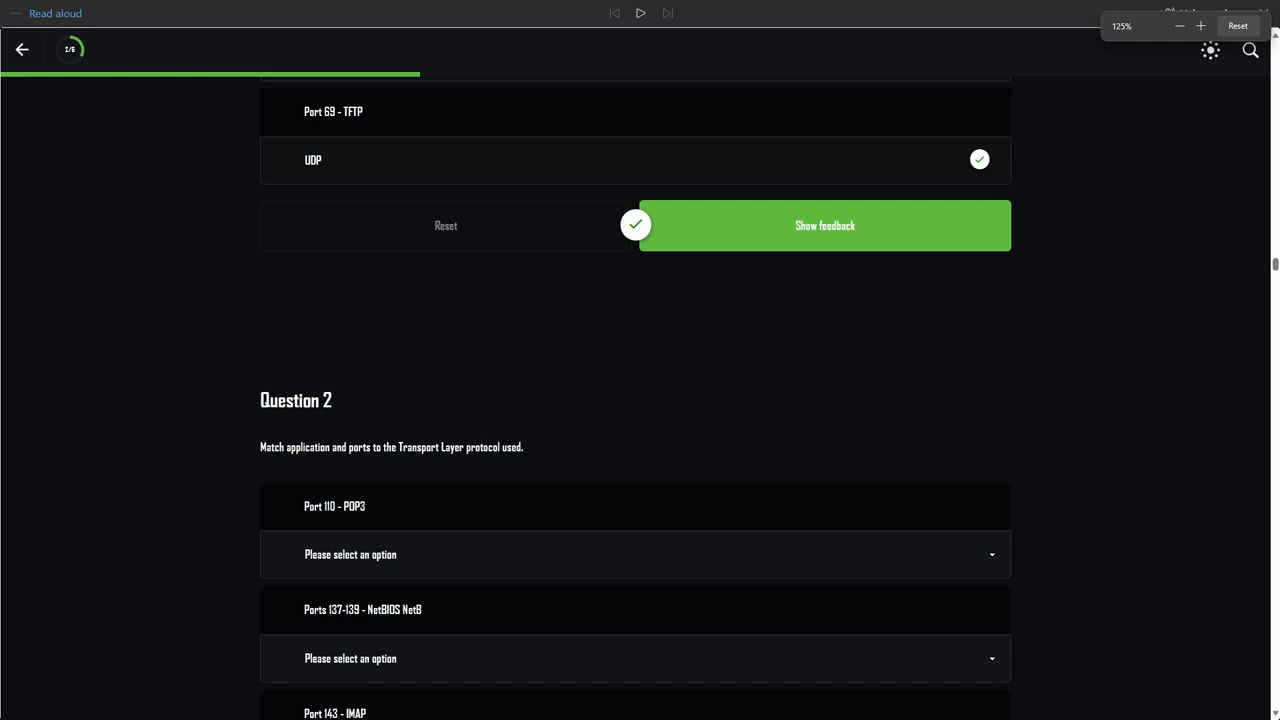 Read aloud
125%
Reset
2/6
Port 69 - TFTP
UDP
Reset
Show feedback
Question 2
Match application and ports to the Transport Layer protocol used.
Port 110 - POP3
Please select an option
Ports 137-139 - NetBIOS NetB
Please select an option
Port 143 - IMAP